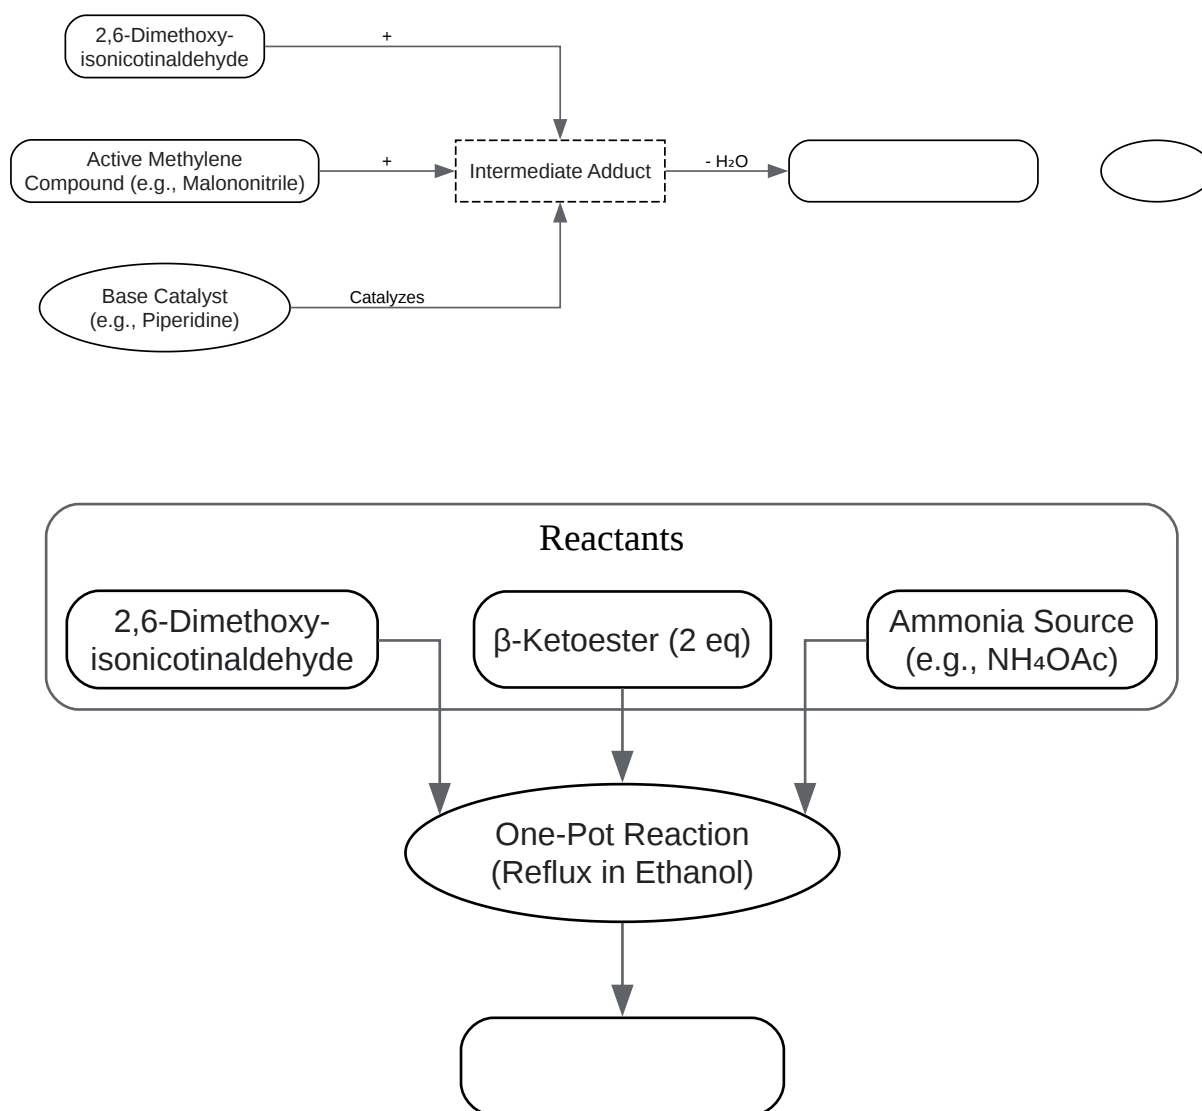 2,6-Dimethoxy-
isonicotinaldehyde
+
Active Methylene
Compound (e.g., Malononitrile)
+
Intermediate Adduct
- H₂O
Base Catalyst
(e.g., Piperidine)
Catalyzes
Reactants
2,6-Dimethoxy-
isonicotinaldehyde
β-Ketoester (2 eq)
Ammonia Source
(e.g., NH₄OAc)
One-Pot Reaction
(Reflux in Ethanol)